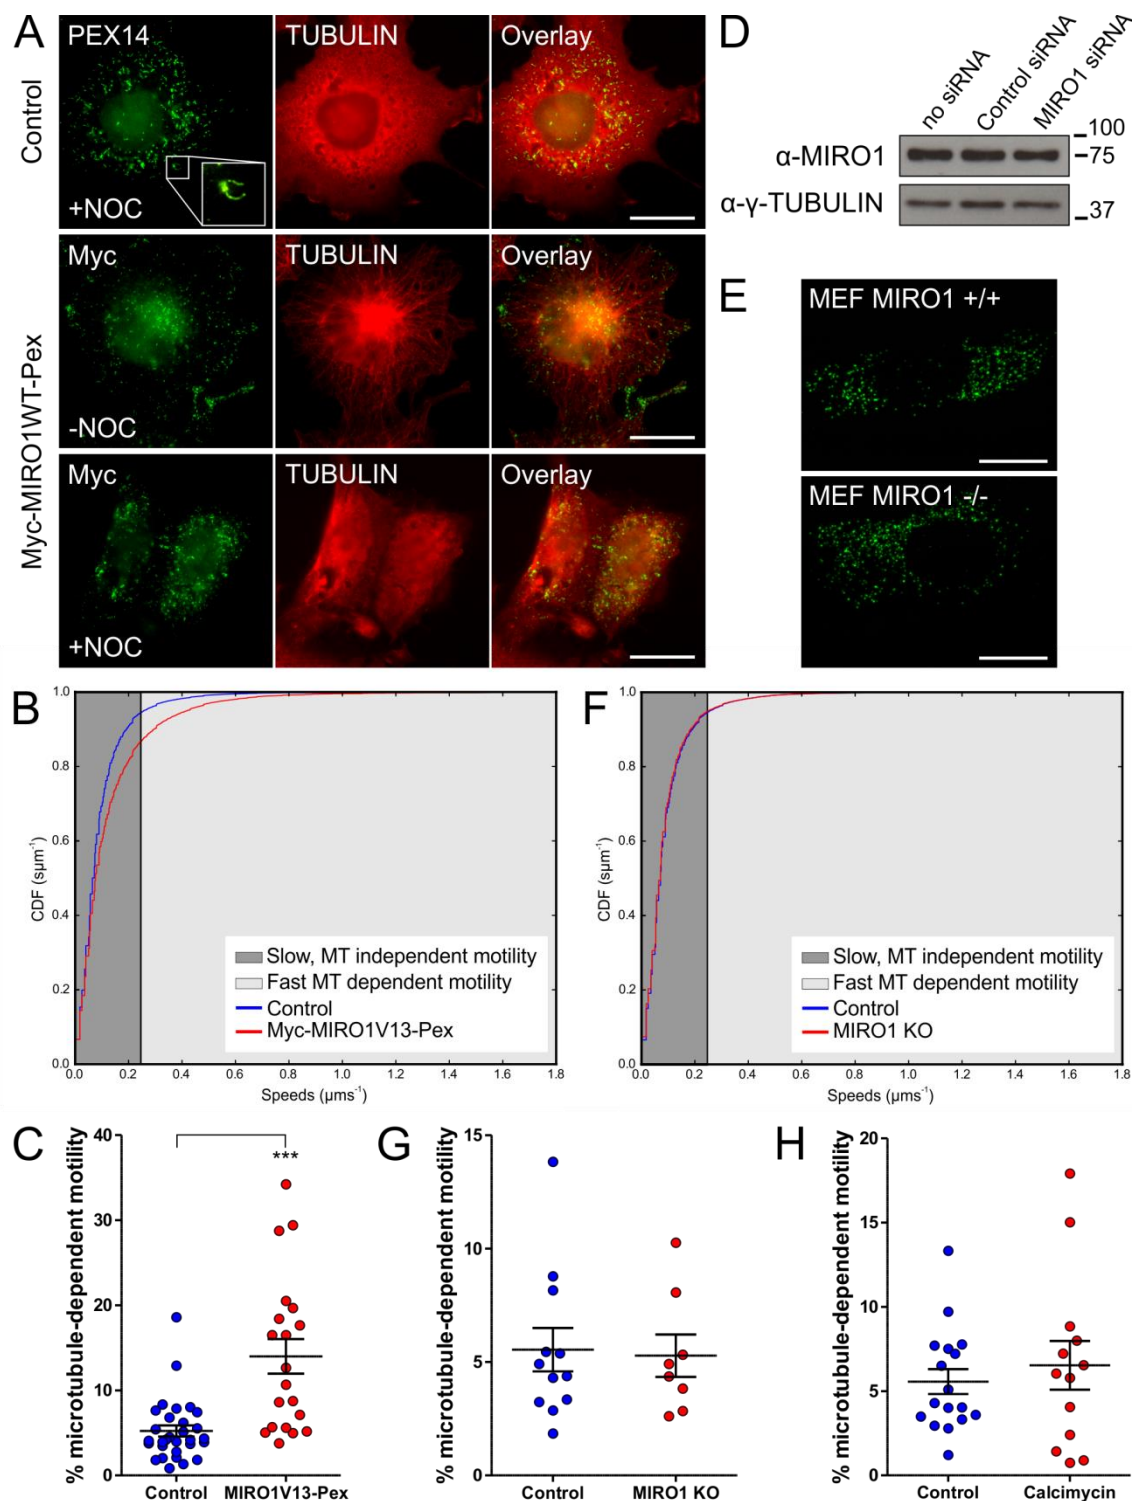 A
Control
PEX14
TUBULIN
Overlay
+NOC
Myc-MIRO1WT-Pex
Myc
TUBULIN
Overlay
-NOC
Myc
TUBULIN
Overlay
+NOC
D
no siRNA
Control siRNA
MIRO1 siRNA
α-MIRO1
100
75
α-γ-TUBULIN
37
E
MEF MIRO1 +/+
MEF MIRO1 -/-
B
CDF (sμm⁻¹)
1.0
0.8
0.6
0.4
0.2
0.0
Slow, MT independent motility
Fast MT dependent motility
Control
Myc-MIRO1V13-Pex
0.0 0.2 0.4 0.6 0.8 1.0 1.2 1.4 1.6 1.8
Speeds (μms⁻¹)
F
CDF (sμm⁻¹)
1.0
0.8
0.6
0.4
0.2
0.0
Slow, MT independent motility
Fast MT dependent motility
Control
MIRO1 KO
0.0 0.2 0.4 0.6 0.8 1.0 1.2 1.4 1.6 1.8
Speeds (μms⁻¹)
C
% microtubule-dependent motility
40
30
20
10
0
***
Control MIRO1V13-Pex
G
% microtubule-dependent motility
15
10
5
0
Control MIRO1 KO
H
% microtubule-dependent motility
20
15
10
5
0
Control Calcimycin